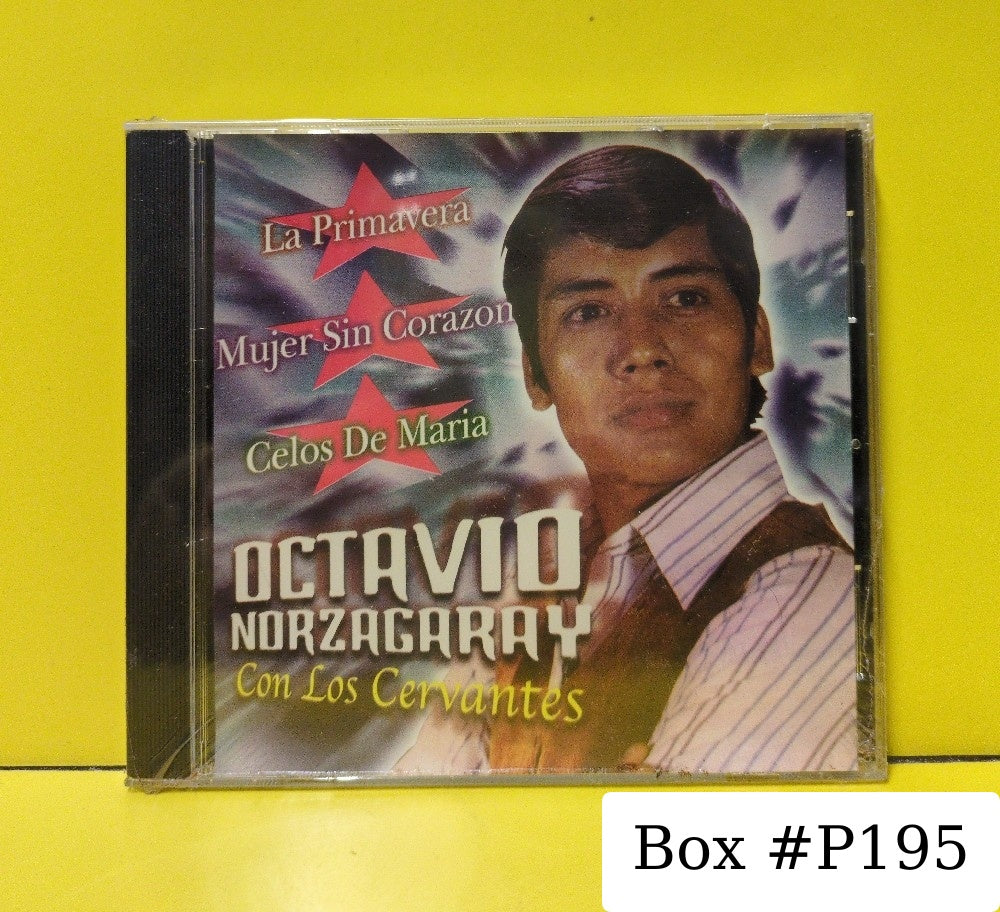 La Primavera
Mujer Sin Corazon
Celos De Maria
OCTAVIO
NORZAGARAY
Con Los Cervantes
Box #P195